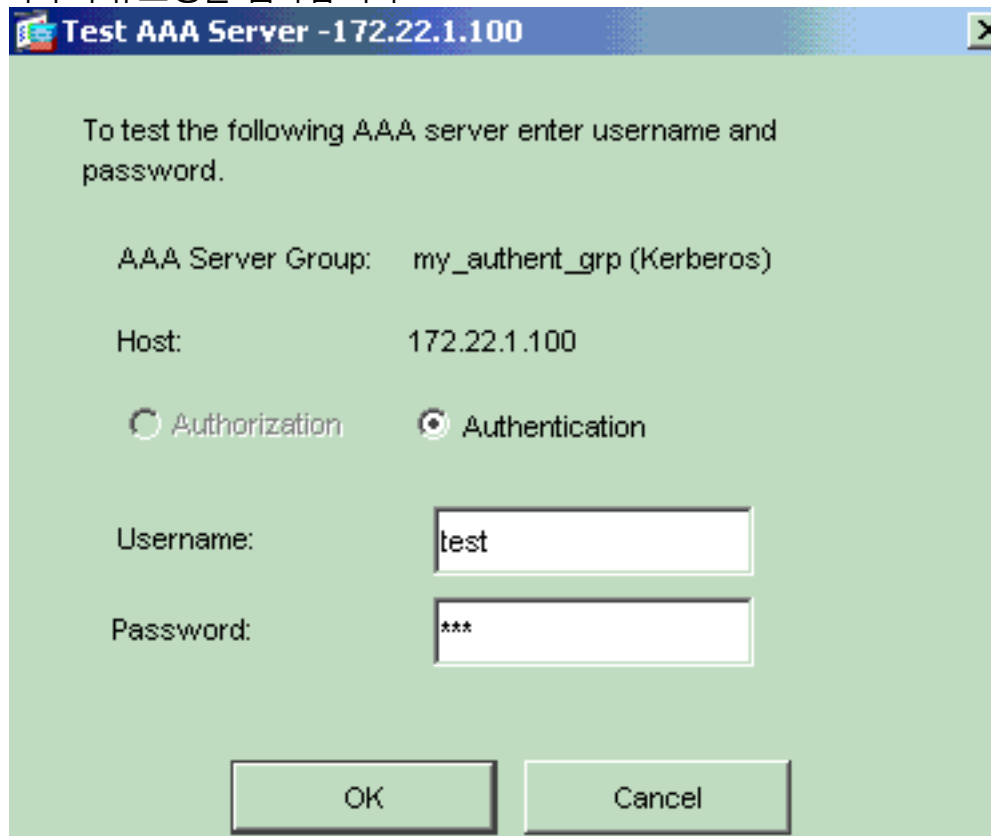 Test AAA Server -172.22.1.100
To test the following AAA server enter username and
password.
AAA Server Group: my_authent_grp (Kerberos)
Host: 172.22.1.100
Authorization Authentication
Username: test
Password: ***
OK Cancel